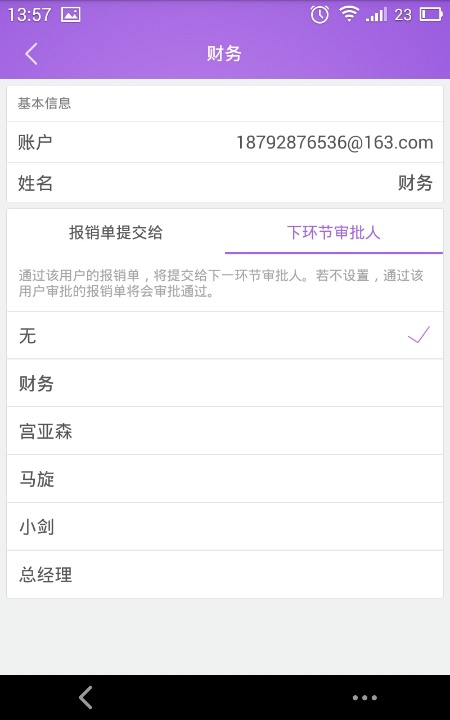 13:57
23
财务
基本信息
账户
18792876536@163.com
姓名
财务
报销单提交给
下环节审批人
通过该用户的报销单，将提交给下一环节审批人。若不设置，通过该
用户审批的报销单将会审批通过。
无
财务
宫亚森
马旋
小剑
总经理